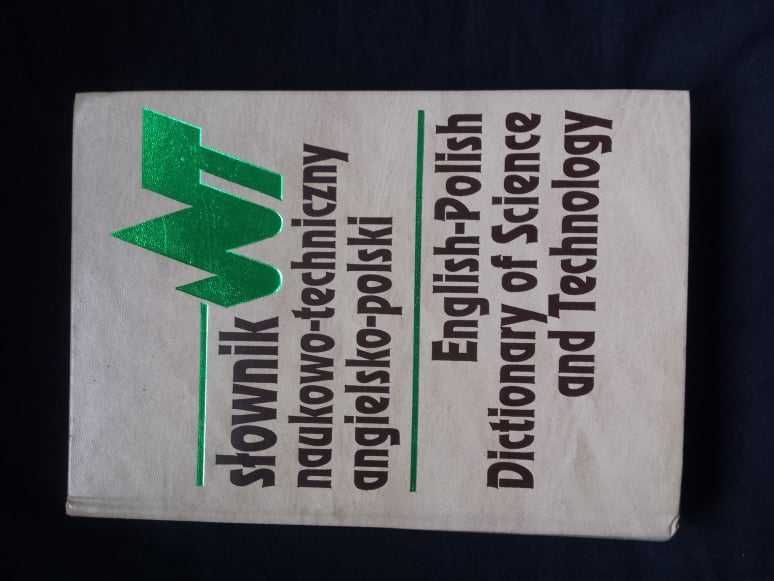 WNT
słownik
naukowo-techniczny
angielsko-polski
English-Polish
Dictionary of Science
and Technology